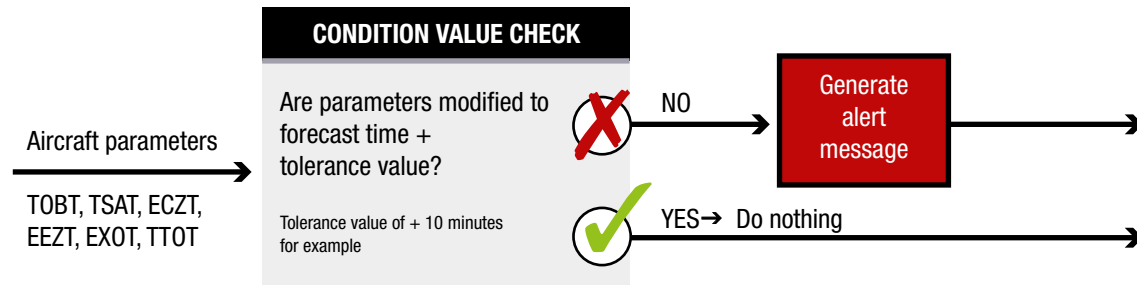 CONDITION VALUE CHECK
Aircraft parameters
TOBT, TSAT, ECZT,
EEZT, EXOT, TTOT
Are parameters modified to
forecast time +
tolerance value?
Tolerance value of + 10 minutes
for example
NO
Generate
alert
message
YES➔ Do nothing